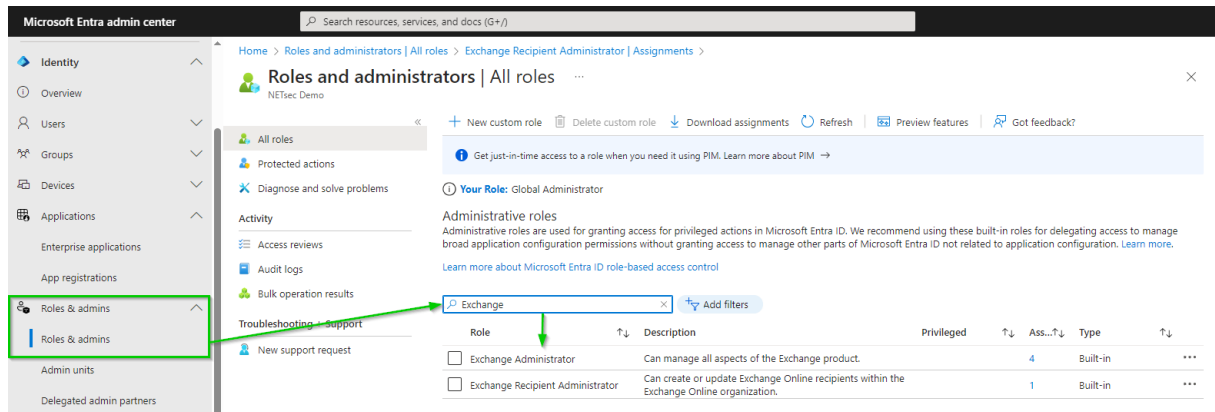 Microsoft Entra admin center
Search resources, services, and docs (G+/)
Identity
Overview
Users
Groups
Devices
Applications
Enterprise applications
App registrations
Roles & admins
Roles & admins
Admin units
Delegated admin partners
Home > Roles and administrators | All roles > Exchange Recipient Administrator | Assignments >
Roles and administrators | All roles ...
NETsec Demo
«
All roles
Protected actions
Diagnose and solve problems
Activity
Access reviews
Audit logs
Bulk operation results
Troubleshooting + Support
New support request
New custom role Delete custom role Download assignments Refresh Preview features Got feedback?
Get just-in-time access to a role when you need it using PIM. Learn more about PIM →
Your Role: Global Administrator
Administrative roles
Administrative roles are used for granting access for privileged actions in Microsoft Entra ID. We recommend using these built-in roles for delegating access to manage
broad application configuration permissions without granting access to manage other parts of Microsoft Entra ID not related to application configuration. Learn more.
Learn more about Microsoft Entra ID role-based access control
Exchange Add filters
Role ↑↓ Description Privileged ↑↓ Ass...↑↓ Type ↑↓
Exchange Administrator Can manage all aspects of the Exchange product. 4 Built-in ...
Exchange Recipient Administrator Can create or update Exchange Online recipients within the 1 Built-in ...
Exchange Online organization.